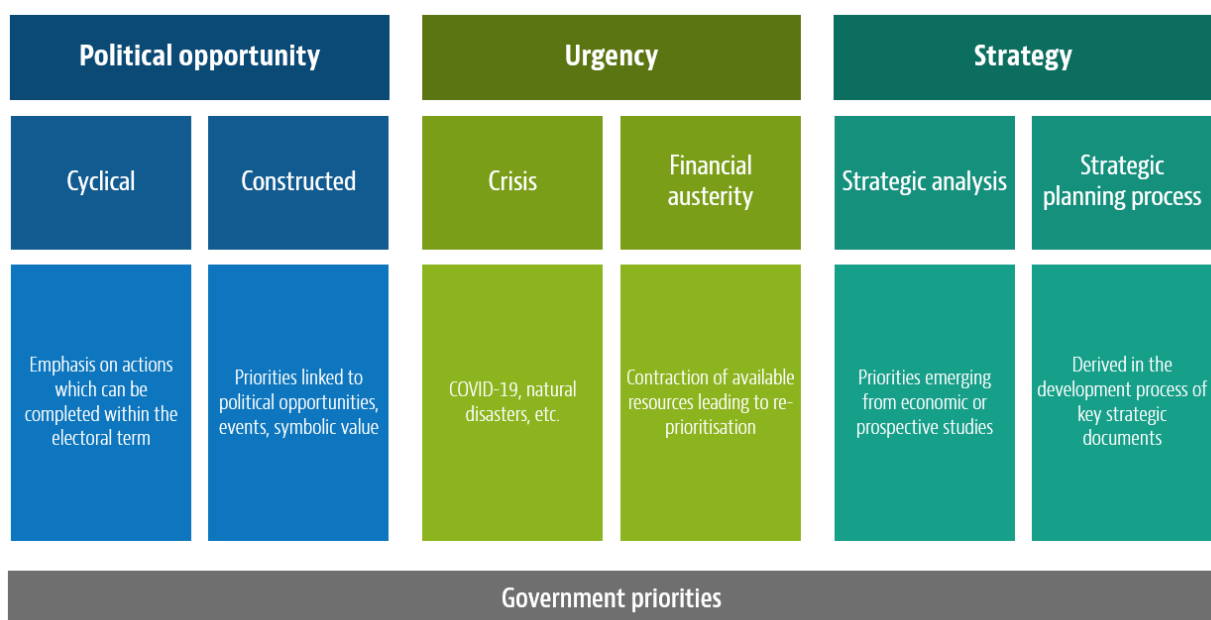 Political opportunity
Urgency
Strategy
Cyclical
Constructed
Crisis
Financial
austerity
Strategic analysis
Strategic
planning process
Emphasis on actions
which can be
completed within the
electoral term
Priorities linked to
political opportunities,
events, symbolic value
COVID-19, natural
disasters, etc.
Contraction of available
resources leading to re-
prioritisation
Priorities emerging
from economic or
prospective studies
Derived in the
development process of
key strategic
documents
Government priorities